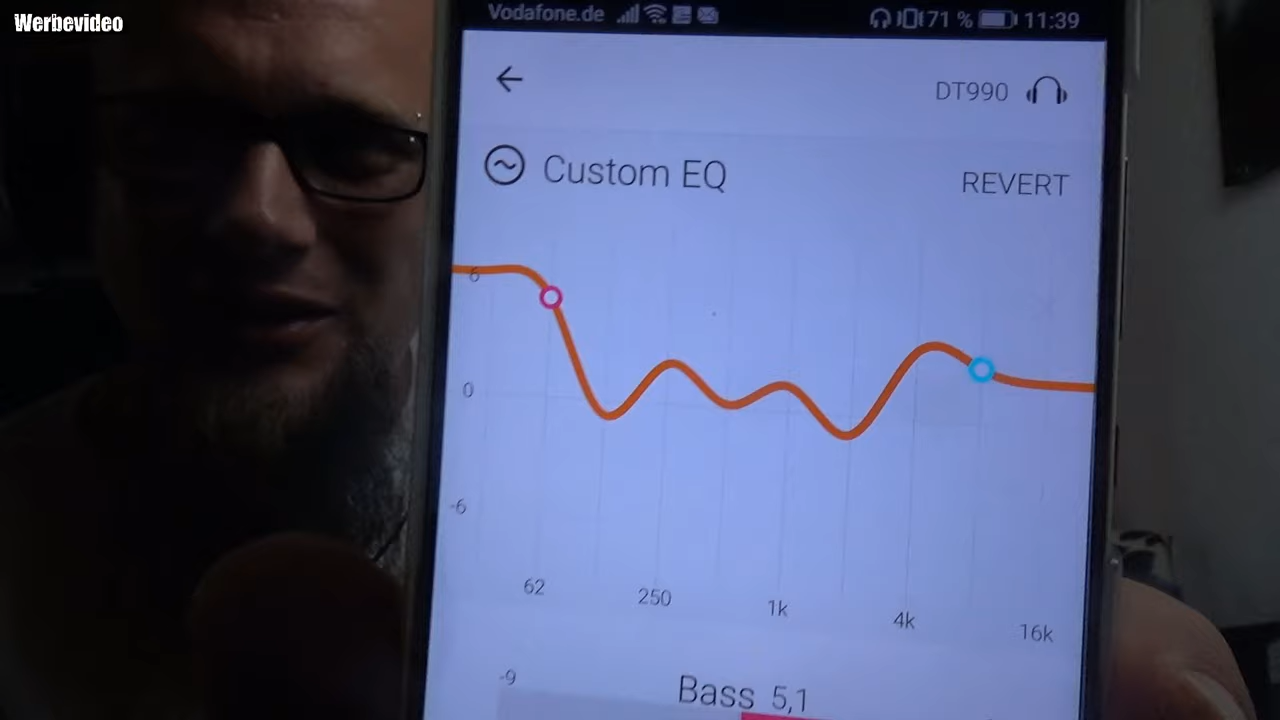 Werbevideo
Vodafone.de 71 % 11:39
DT990
Custom EQ REVERT
6
0
-6
62 250 1k 4k 16k
-9
Bass 5,1